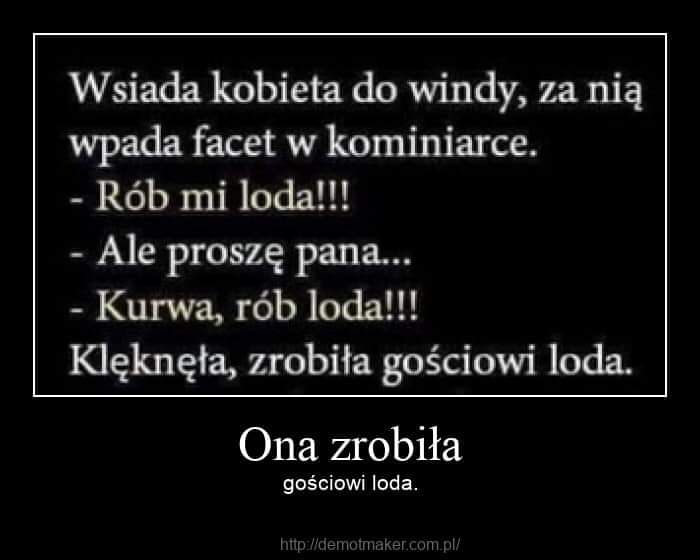 Wsiada kobieta do windy, za nią
wpada facet w kominiarce.
- Rób mi loda!!!
- Ale proszę pana...
- Kurwa, rób loda!!!
Klęknęła, zrobiła gościowi loda.
Ona zrobiła
gościowi loda.
http://demotmaker.com.pl/